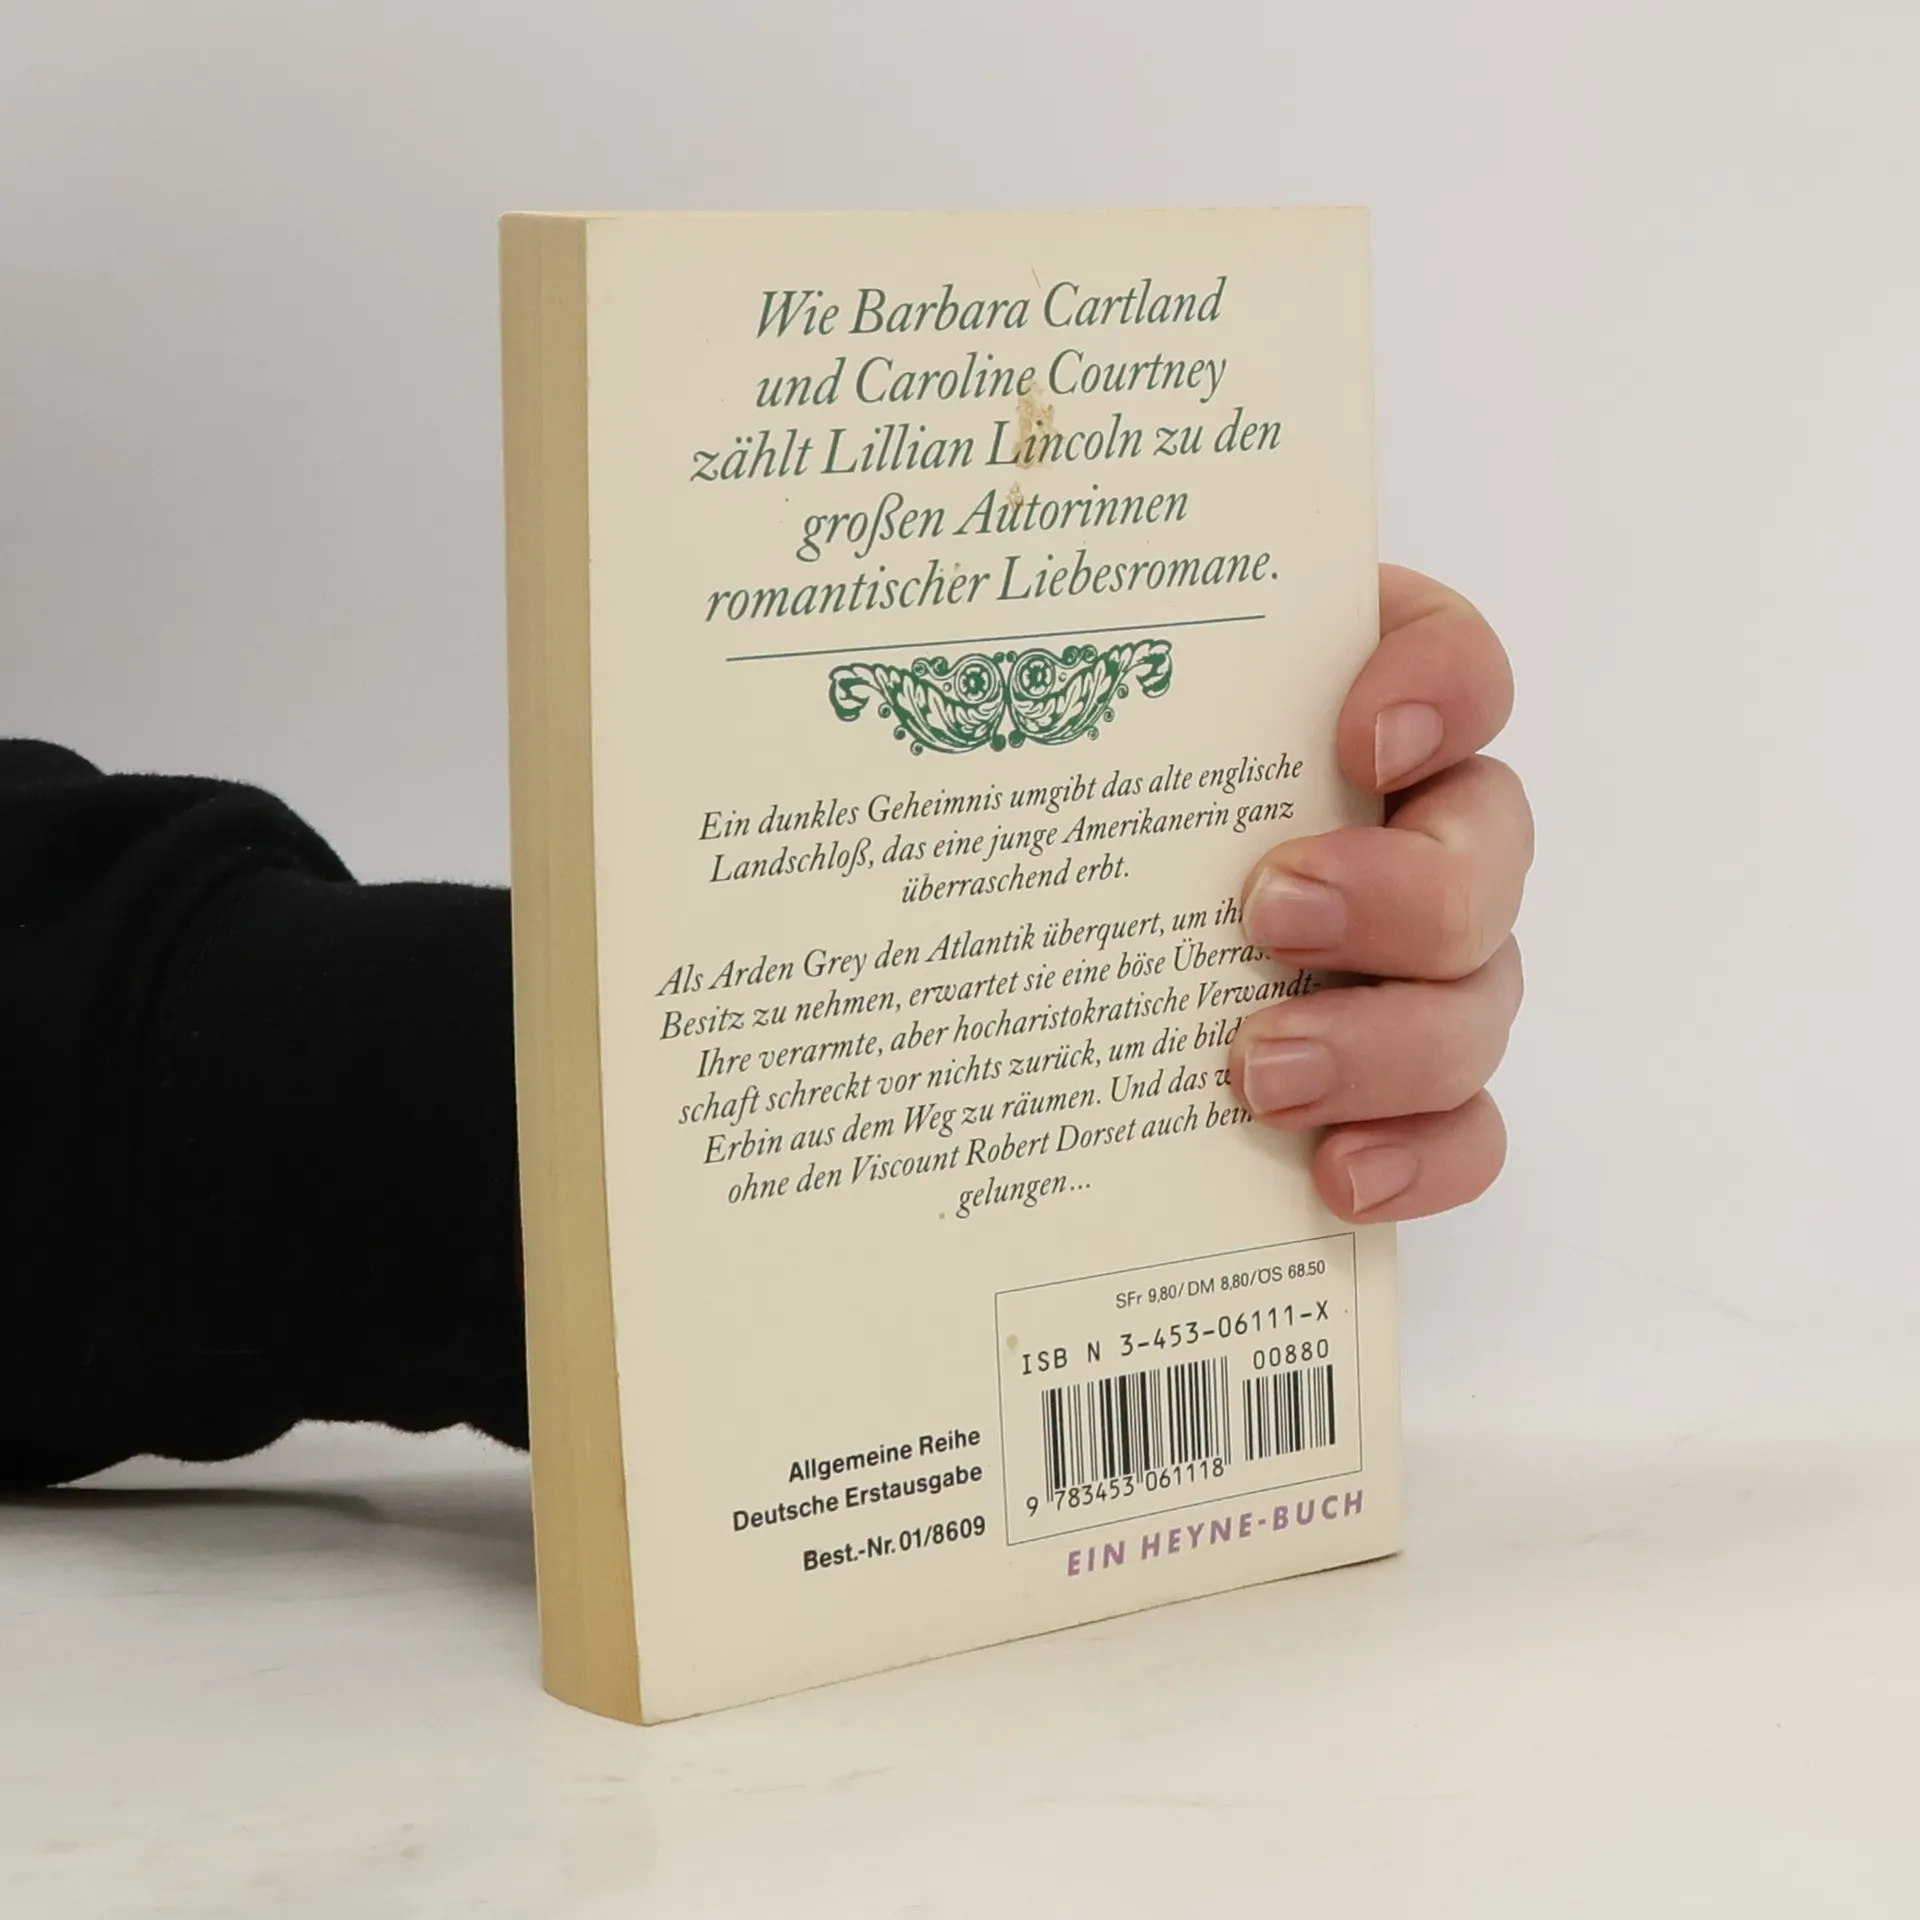 Wie Barbara Cartland
und Caroline Courtney
zählt Lillian Lincoln zu den
großen Autorinnen
romantischer Liebesromane.
Ein dunkles Geheimnis umgibt das alte englische
Landschloß, das eine junge Amerikanerin ganz
überraschend erbt.
Als Arden Grey den Atlantik überquert, um
Besitz zu nehmen, erwartet sie eine böse
Ihre verarmte, aber hocharistokratische Verwandt-
schaft schreckt vor nichts zurück, um die
Erbin aus dem Weg zu räumen. Und das
ohne den Viscount Robert Dorset auch
gelungen...
SFr 9,80/DM 8,80/ÖS 68.50
ISB N 3-453-06111-X
00880
9 783453 061118
Allgemeine Reihe
Deutsche Erstausgabe
Best.-Nr. 01/8609
EIN HEYNE-BUCH